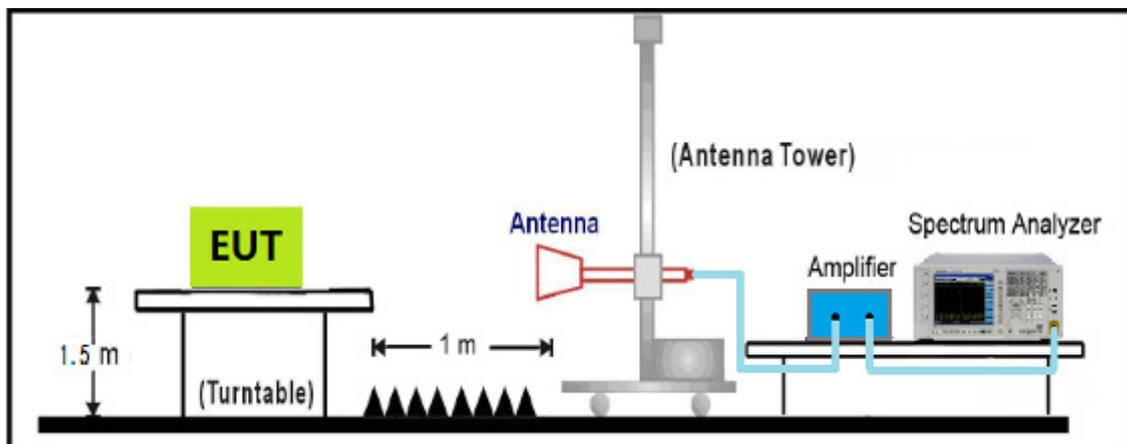 (Antenna Tower)
Antenna
Spectrum Analyzer
EUT
Amplifier
1.5 m
1 m
(Turntable)